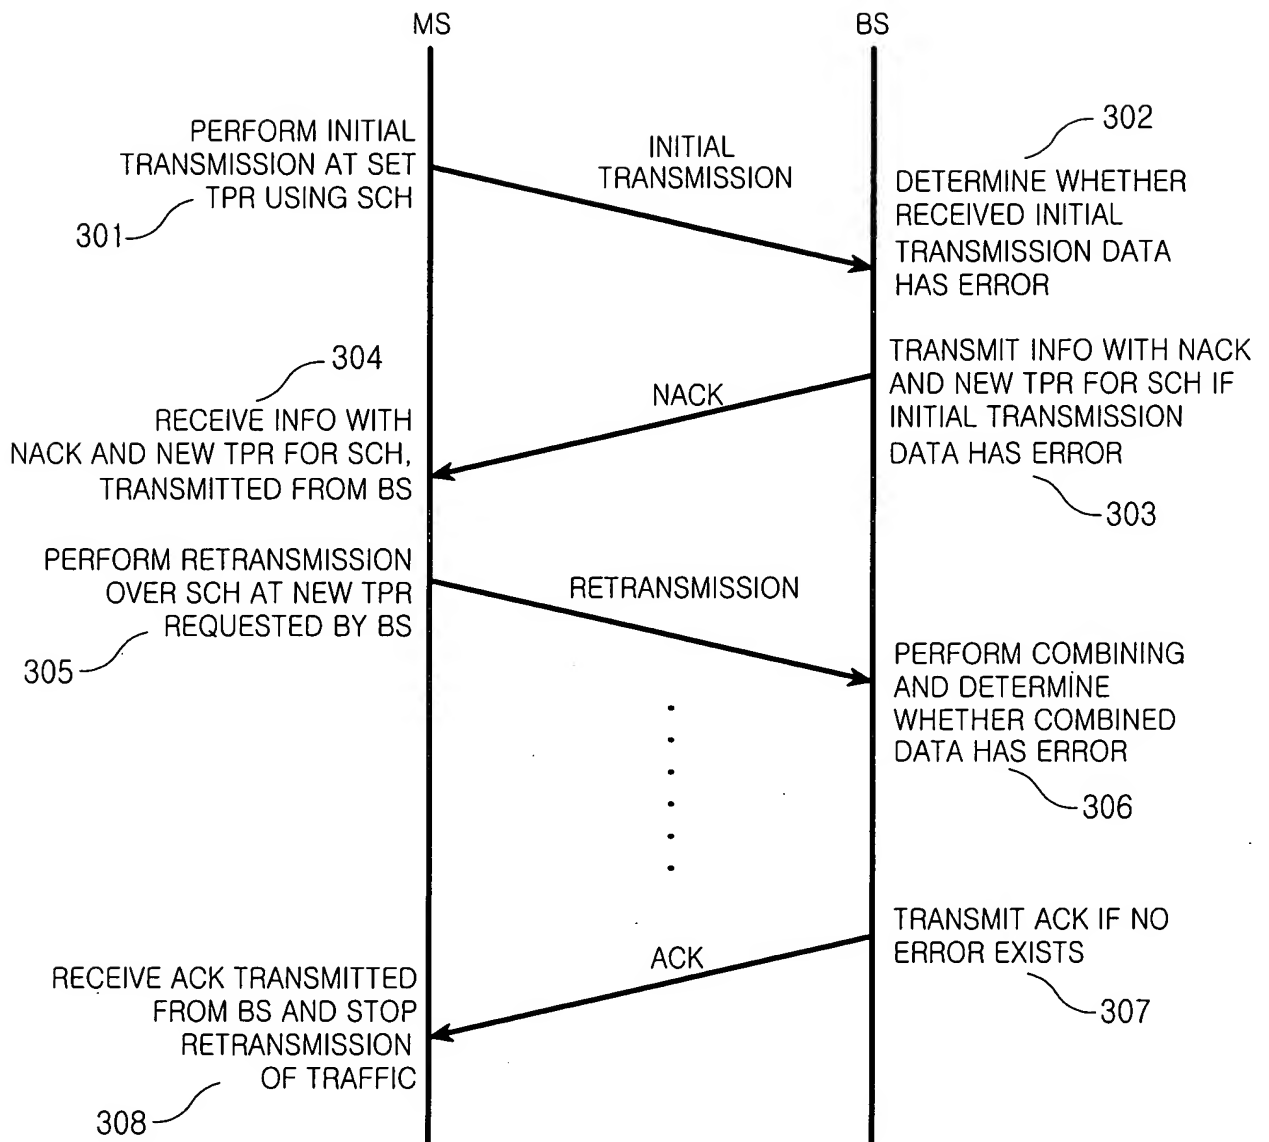 MS
BS
PERFORM INITIAL
TRANSMISSION AT SET
TPR USING SCH
301
INITIAL
TRANSMISSION
302
DETERMINE WHETHER
RECEIVED INITIAL
TRANSMISSION DATA
HAS ERROR
TRANSMIT INFO WITH NACK
AND NEW TPR FOR SCH IF
INITIAL TRANSMISSION
DATA HAS ERROR
303
NACK
304
RECEIVE INFO WITH
NACK AND NEW TPR FOR SCH,
TRANSMITTED FROM BS
PERFORM RETRANSMISSION
OVER SCH AT NEW TPR
REQUESTED BY BS
305
RETRANSMISSION
PERFORM COMBINING
AND DETERMINE
WHETHER COMBINED
DATA HAS ERROR
306
TRANSMIT ACK IF NO
ERROR EXISTS
307
ACK
RECEIVE ACK TRANSMITTED
FROM BS AND STOP
RETRANSMISSION
OF TRAFFIC
308